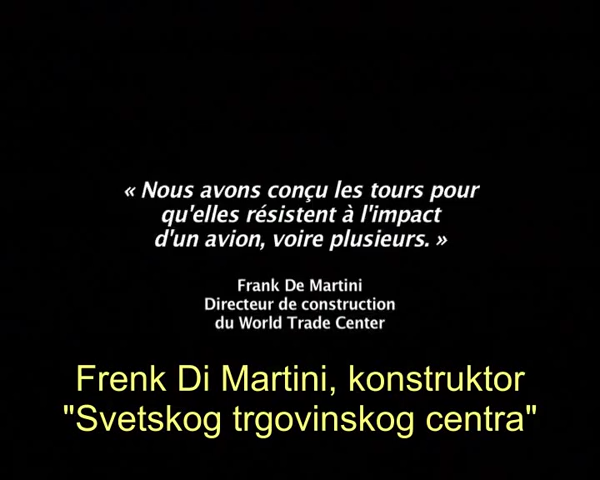 « Nous avons conçu les tours pour
qu'elles résistent à l'impact
d'un avion, voire plusieurs. »
Frank De Martini
Directeur de construction
du World Trade Center
Frenk Di Martini, konstruktor
"Svetskog trgovinskog centra"